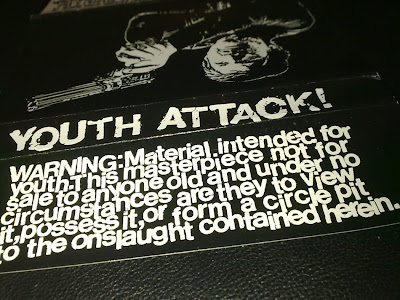 YOUTH ATTACK!
WARNING:Material intended for
youth.This masterpiece not for
sale to anyone old and under no
circumstances are they to view
it,possess it,or form a circle pit
to the onslaught contained herein.